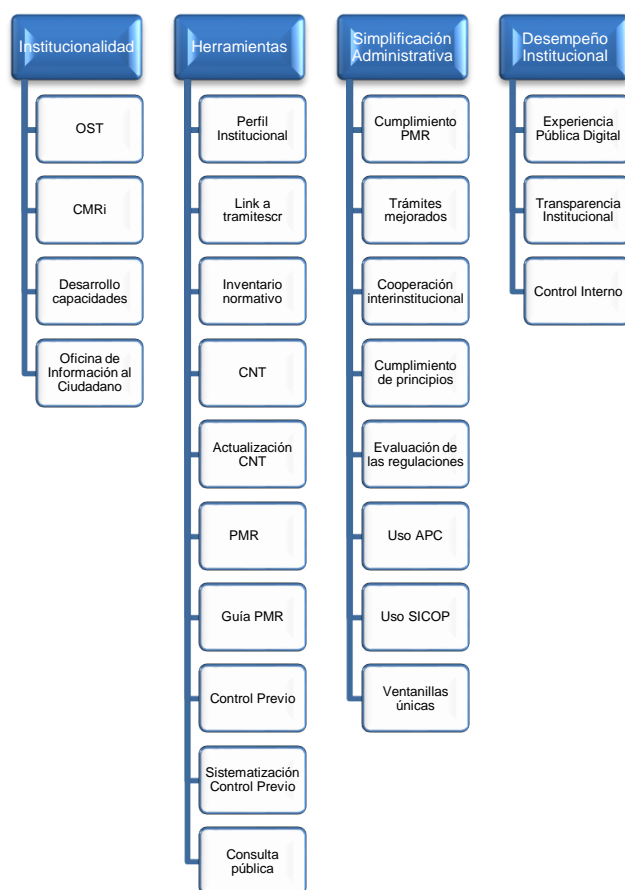 Institucionalidad
OST
CMRi
Desarrollo
capacidades
Oficina de
Información al
Ciudadano
Herramientas
Perfil
Institucional
Link a
tramitescr
Inventario
normativo
CNT
Actualización
CNT
PMR
Guía PMR
Control Previo
Sistematización
Control Previo
Consulta
pública
Simplificación
Administrativa
Cumplimiento
PMR
Trámites
mejorados
Cooperación
interinstitucional
Cumplimiento
de principios
Evaluación de
las regulaciones
Uso APC
Uso SICOP
Ventanillas
únicas
Desempeño
Institucional
Experiencia
Pública Digital
Transparencia
Institucional
Control Interno